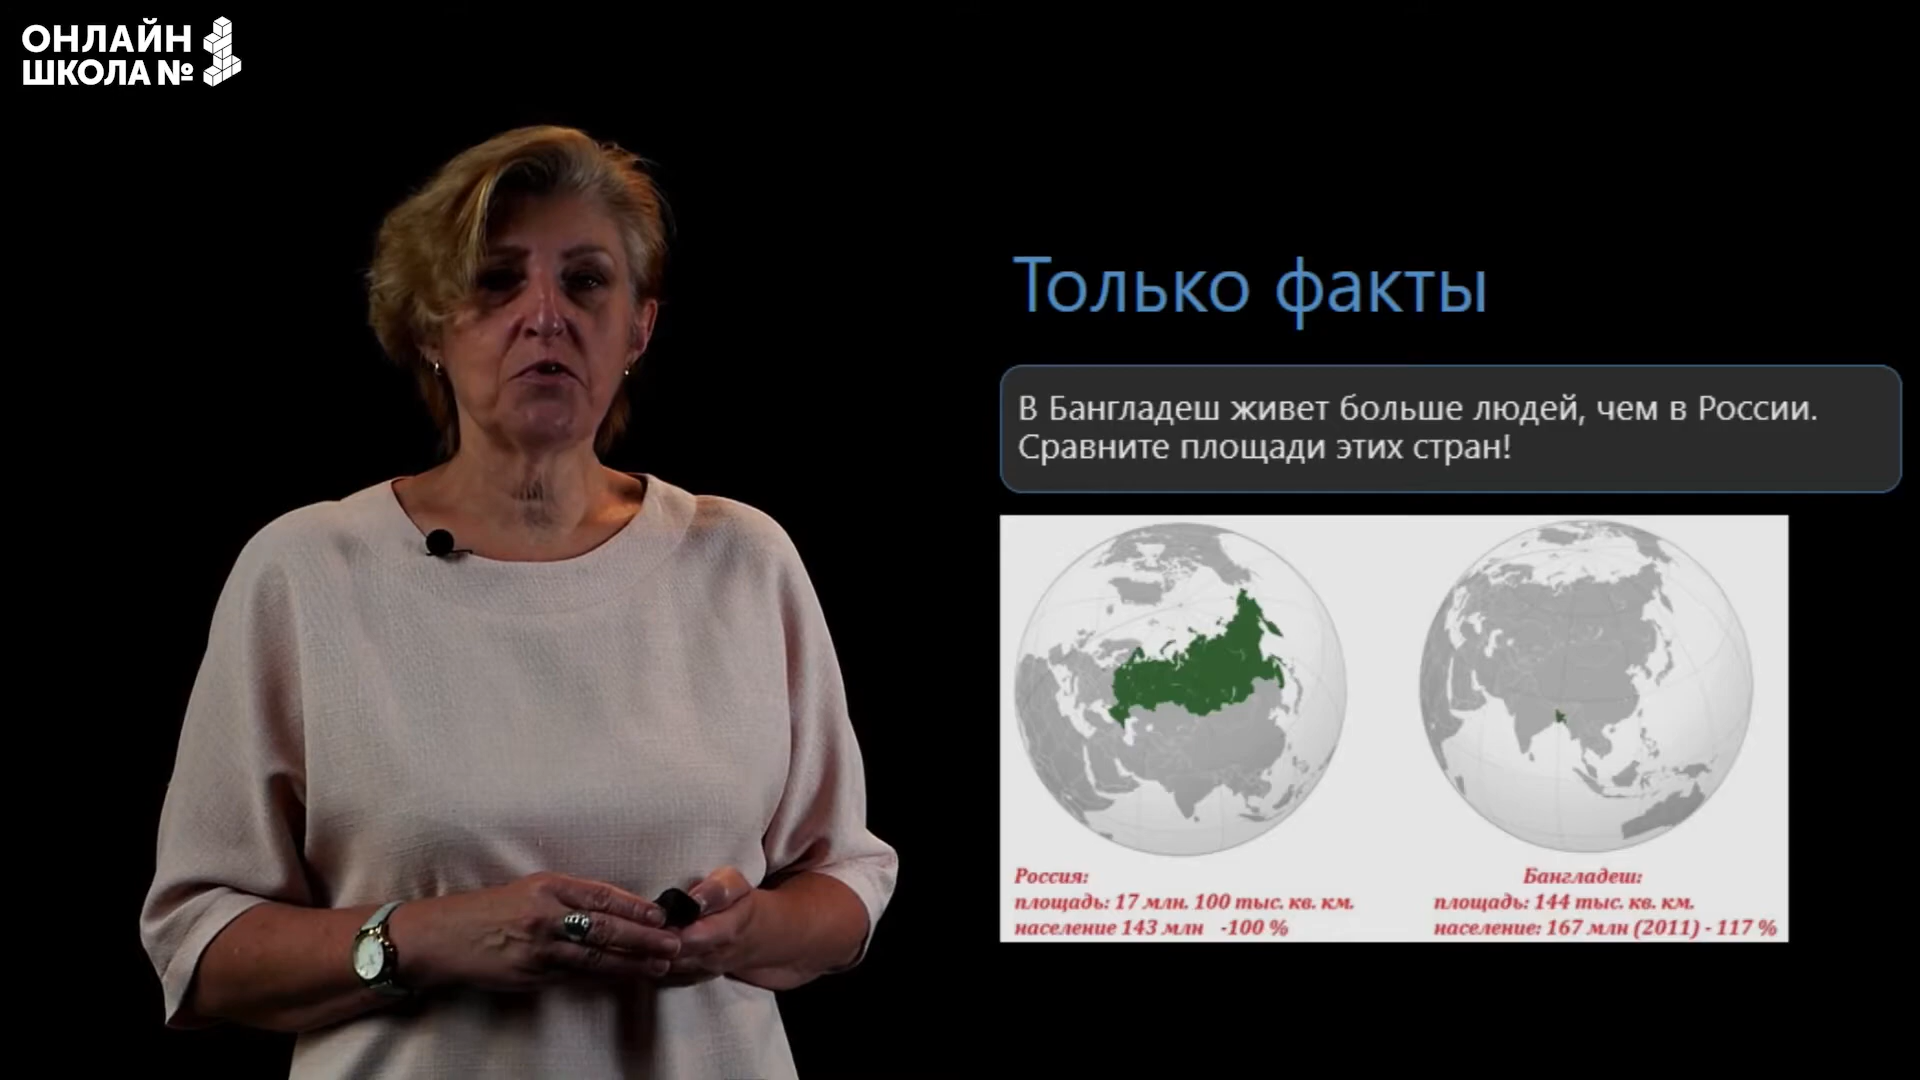 ОНЛАЙН
ШКОЛА №
Только факты
В Бангладеш живет больше людей, чем в России.
Сравните площади этих стран!
Россия:
площадь: 17 млн. 100 тыс. кв. км.
население 143 млн -100 %
Бангладеш:
площадь: 144 тыс. кв. км.
население: 167 млн (2011) - 117 %